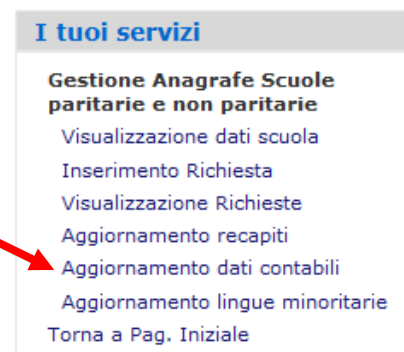 I tuoi servizi
Gestione Anagrafe Scuole
paritarie e non paritarie
Visualizzazione dati scuola
Inserimento Richiesta
Visualizzazione Richieste
Aggiornamento recapiti
Aggiornamento dati contabili
Aggiornamento lingue minoritarie
Torna a Pag. Iniziale